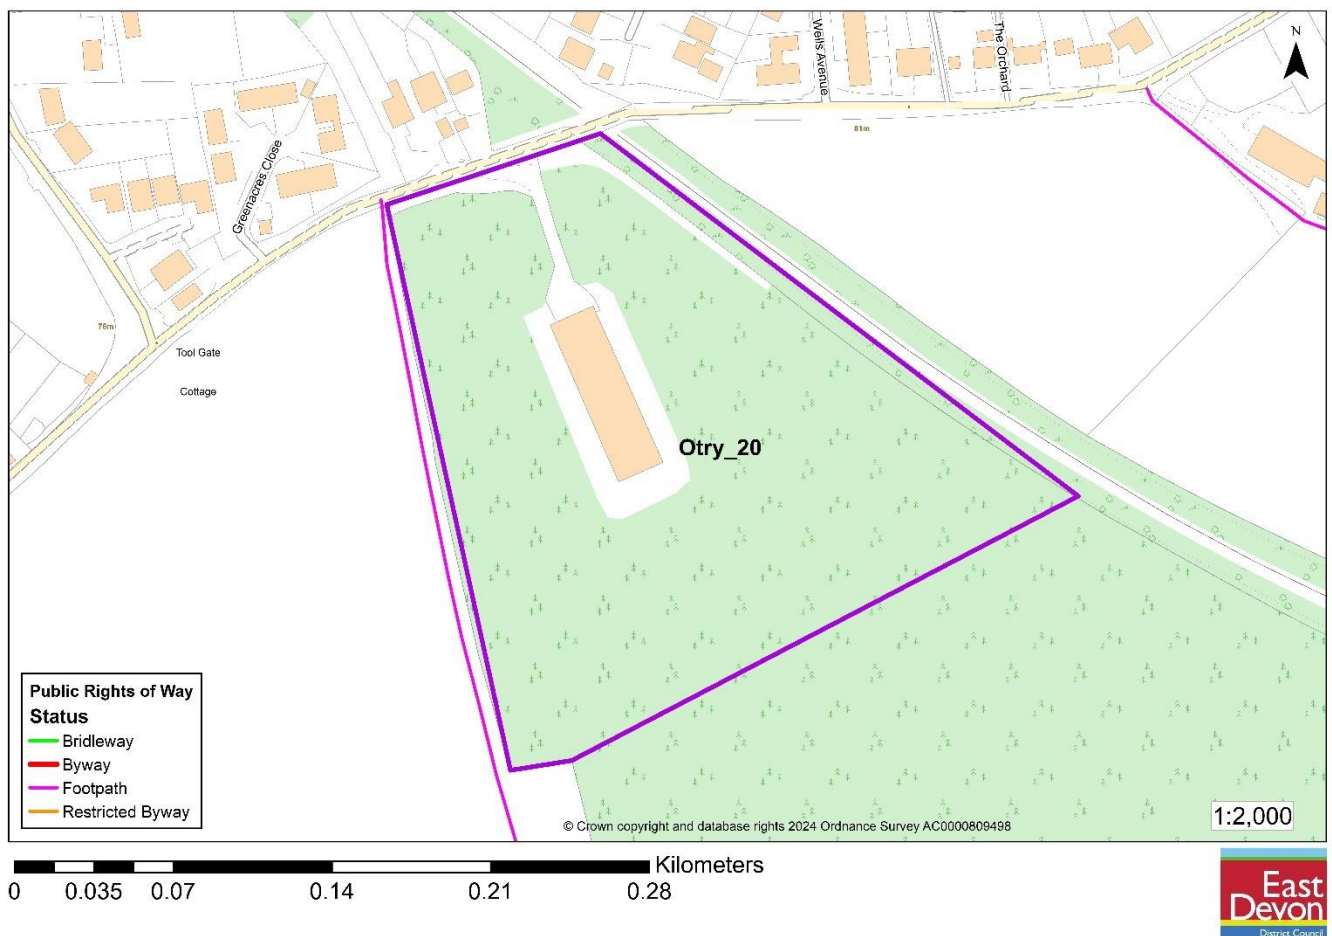 N
Wells Avenue
The Orchard
81m
Greenacres Close
76m
Tool Gate
Cottage
Otry_20
Public Rights of Way
Status
Bridleway
Byway
Footpath
Restricted Byway
© Crown copyright and database rights 2024 Ordnance Survey AC0000809498
1:2,000
Kilometers
0 0.035 0.07 0.14 0.21 0.28
East
Devon
District Council